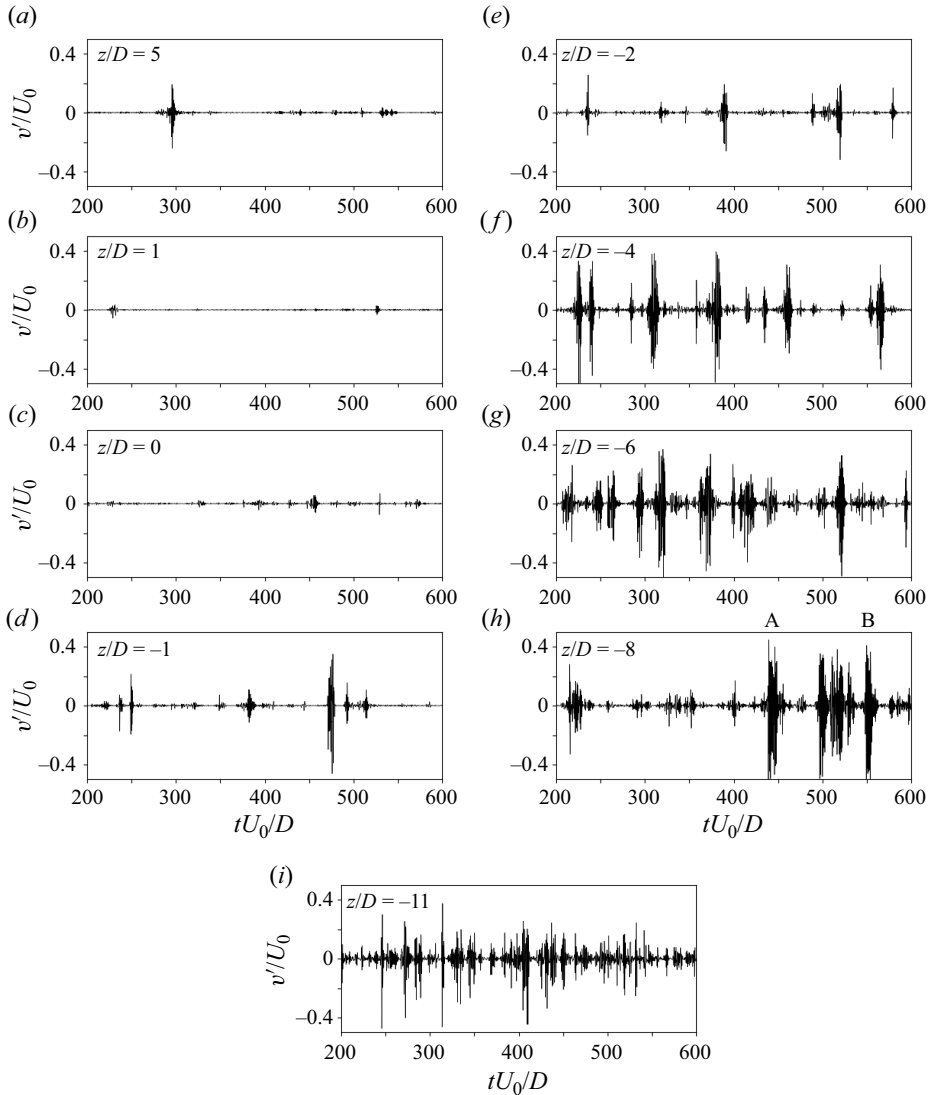 (a)
z/D = 5
0.4
0
–0.4
v′/U0
200 300 400 500 600
(b)
z/D = 1
0.4
0
–0.4
v′/U0
200 300 400 500 600
(c)
z/D = 0
0.4
0
–0.4
v′/U0
200 300 400 500 600
(d)
z/D = –1
0.4
0
–0.4
v′/U0
200 300 400 500 600
tU0/D
(e)
z/D = –2
0.4
0
–0.4
200 300 400 500 600
(f)
z/D = –4
0.4
0
–0.4
200 300 400 500 600
(g)
z/D = –6
0.4
0
–0.4
200 300 400 500 600
A B
(h)
z/D = –8
0.4
0
–0.4
200 300 400 500 600
tU0/D
(i)
z/D = –11
0.4
0
–0.4
v′/U0
200 300 400 500 600
tU0/D